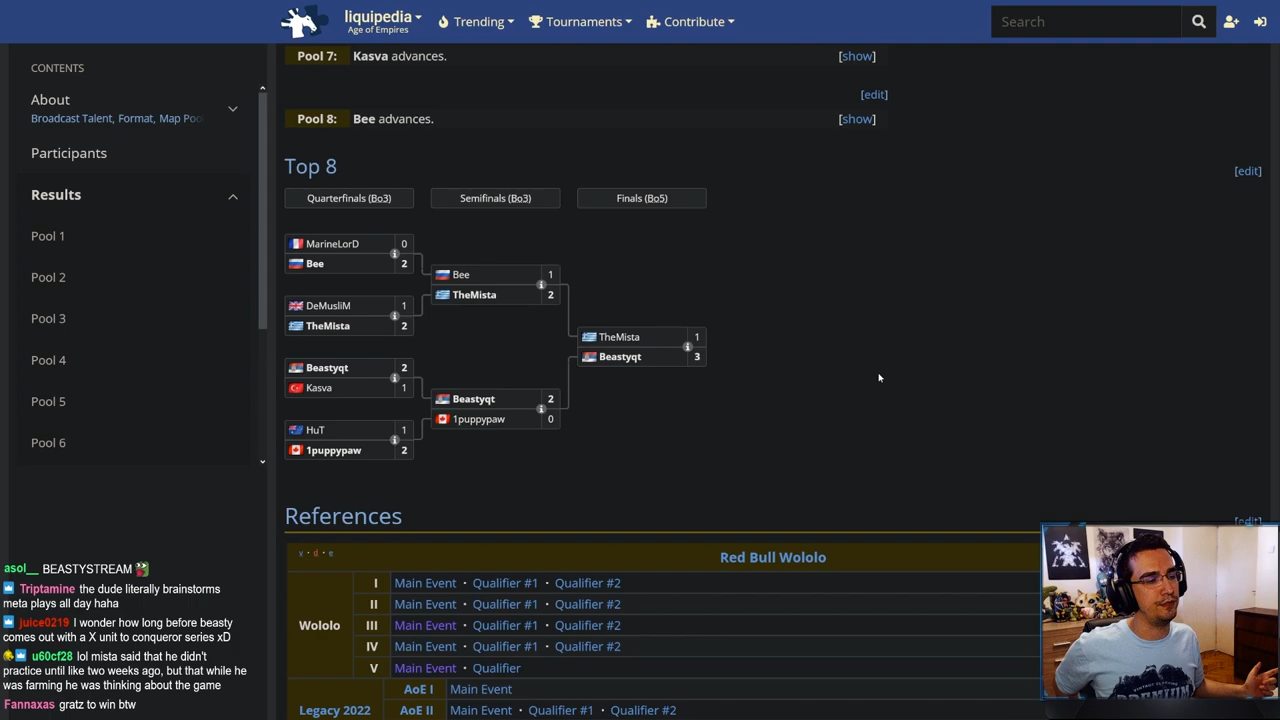 liquipedia
Age of Empires
Trending
Tournaments
Contribute
Search
CONTENTS
About
Broadcast Talent, Format, Map Poo
Participants
Results
Pool 1
Pool 2
Pool 3
Pool 4
Pool 5
Pool 6
Pool 7: Kasva advances. [show]
[edit]
Pool 8: Bee advances. [show]
Top 8 [edit]
Quarterfinals (Bo3) Semifinals (Bo3) Finals (Bo5)
MarineLorD 0
Bee 2
DeMusliM 1
TheMista 2
Beastyqt 2
Kasva 1
HuT 1
1puppypaw 2
Bee 1
TheMista 2
Beastyqt 2
1puppypaw 0
TheMista 1
Beastyqt 3
References [edit]
v · d · e Red Bull Wololo
Wololo
I Main Event · Qualifier #1 · Qualifier #2
II Main Event · Qualifier #1 · Qualifier #2
III Main Event · Qualifier #1 · Qualifier #2
IV Main Event · Qualifier #1 · Qualifier #2
V Main Event · Qualifier
Legacy 2022
AoE I Main Event
AoE II Main Event · Qualifier #1 · Qualifier #2
asol__ BEASTYSTREAM
Triptamine the dude literally brainstorms
meta plays all day haha
juice0219 I wonder how long before beasty
comes out with a X unit to conqueror series xD
u60cf28 lol mista said that he didn't
practice until like two weeks ago, but that while he
was farming he was thinking about the game
Fannaxas gratz to win btw